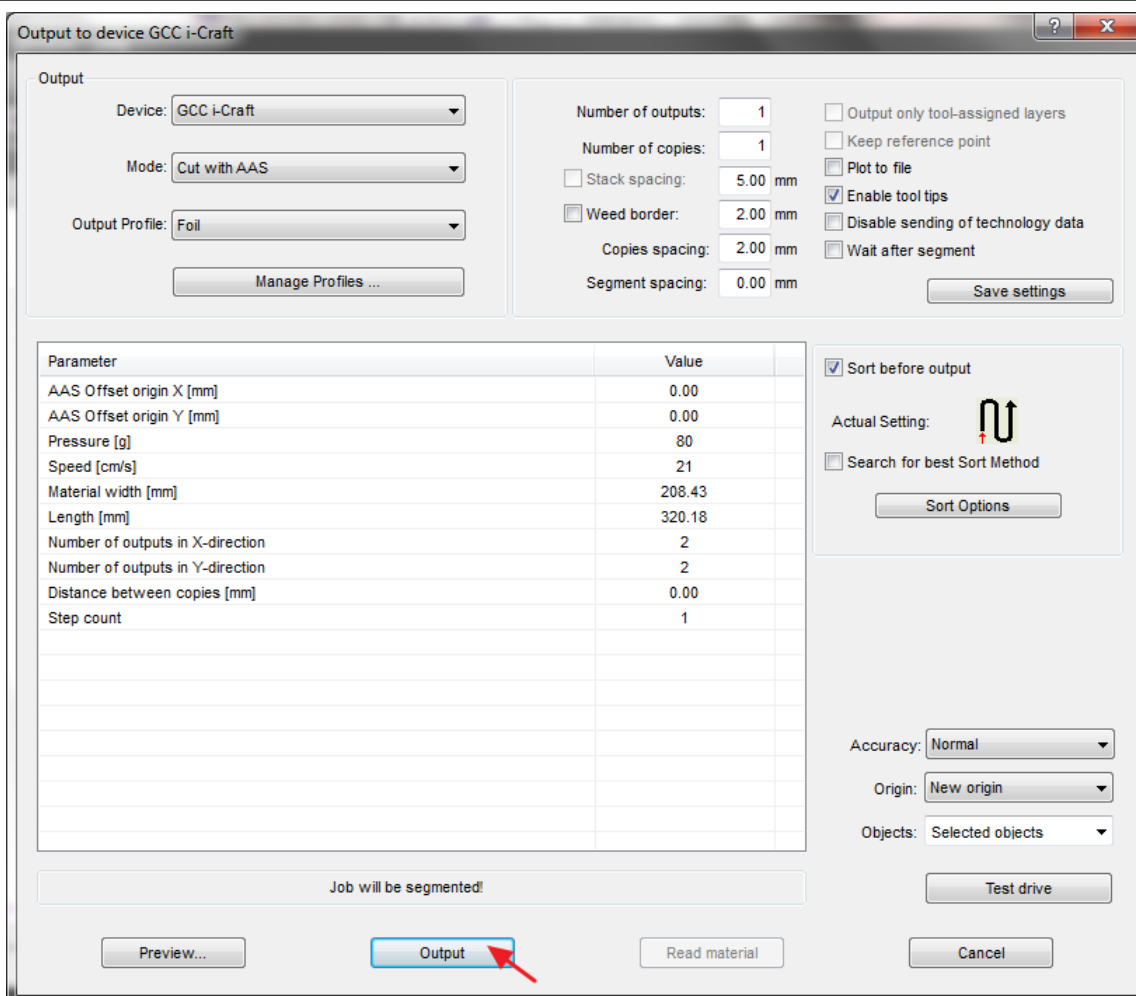 Output to device GCC i-Craft
Output
Device: GCC i-Craft
Mode: Cut with AAS
Output Profile: Foil
Manage Profiles ...
Number of outputs: 1
Number of copies: 1
Stack spacing: 5.00 mm
Weed border: 2.00 mm
Copies spacing: 2.00 mm
Segment spacing: 0.00 mm
Output only tool-assigned layers
Keep reference point
Plot to file
Enable tool tips
Disable sending of technology data
Wait after segment
Save settings
Parameter Value
AAS Offset origin X [mm] 0.00
AAS Offset origin Y [mm] 0.00
Pressure [g] 80
Speed [cm/s] 21
Material width [mm] 208.43
Length [mm] 320.18
Number of outputs in X-direction 2
Number of outputs in Y-direction 2
Distance between copies [mm] 0.00
Step count 1
Sort before output
Actual Setting:
Search for best Sort Method
Sort Options
Accuracy: Normal
Origin: New origin
Objects: Selected objects
Job will be segmented!
Test drive
Preview...
Output
Read material
Cancel